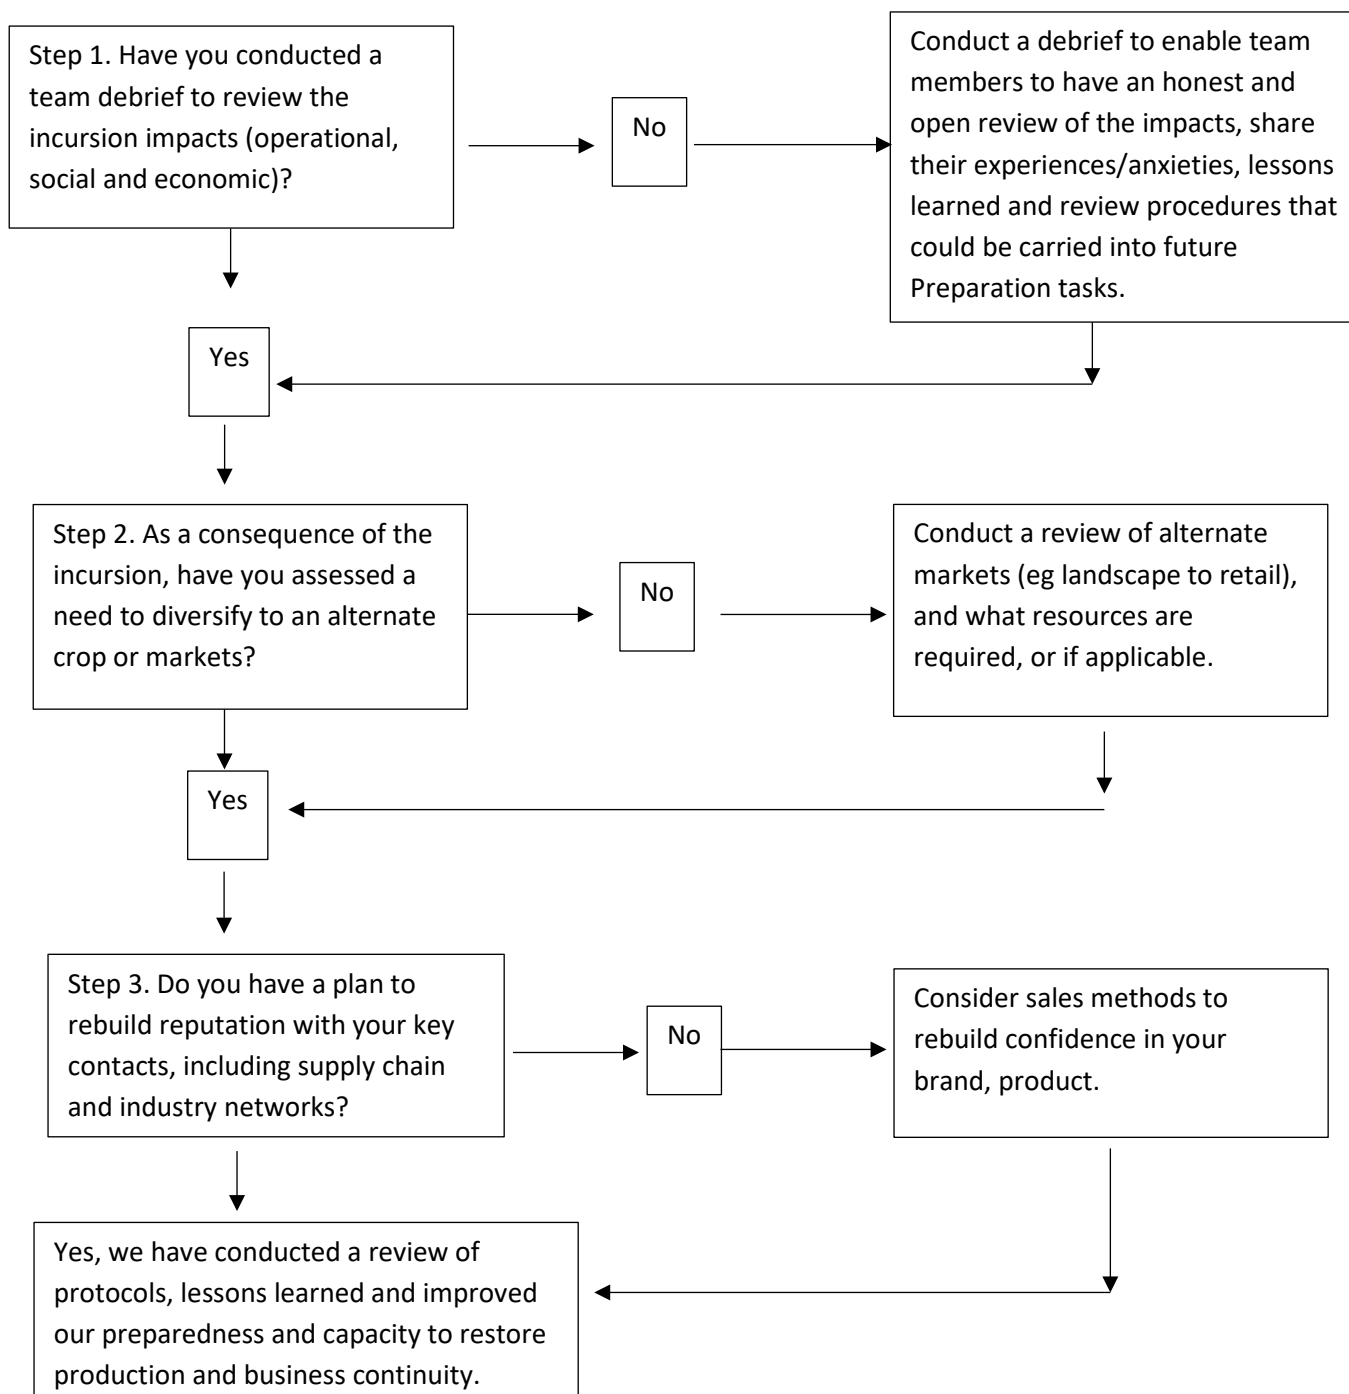 Step 1. Have you conducted a
team debrief to review the
incursion impacts (operational,
social and economic)?
No
Conduct a debrief to enable team
members to have an honest and
open review of the impacts, share
their experiences/anxieties, lessons
learned and review procedures that
could be carried into future
Preparation tasks.
Yes
Step 2. As a consequence of the
incursion, have you assessed a
need to diversify to an alternate
crop or markets?
No
Conduct a review of alternate
markets (eg landscape to retail),
and what resources are
required, or if applicable.
Yes
Step 3. Do you have a plan to
rebuild reputation with your key
contacts, including supply chain
and industry networks?
No
Consider sales methods to
rebuild confidence in your
brand, product.
Yes, we have conducted a review of
protocols, lessons learned and improved
our preparedness and capacity to restore
production and business continuity.